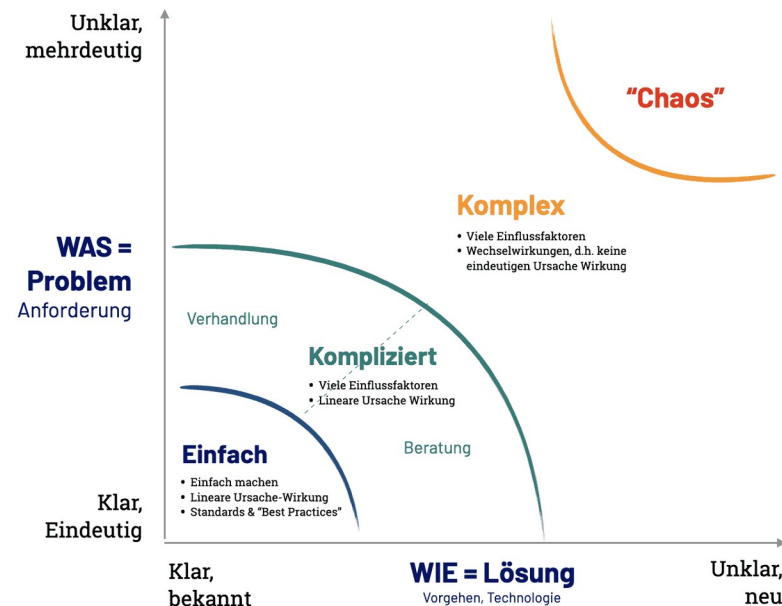 Unklar,
mehrdeutig
“Chaos”
Komplex
• Viele Einflussfaktoren
• Wechselwirkungen, d.h. keine
eindeutigen Ursache Wirkung
WAS =
Problem
Anforderung
Verhandlung
Kompliziert
• Viele Einflussfaktoren
• Lineare Ursache Wirkung
Beratung
Einfach
• Einfach machen
• Lineare Ursache-Wirkung
• Standards & “Best Practices”
Klar,
Eindeutig
Klar,
bekannt
WIE = Lösung
Vorgehen, Technologie
Unklar,
neu